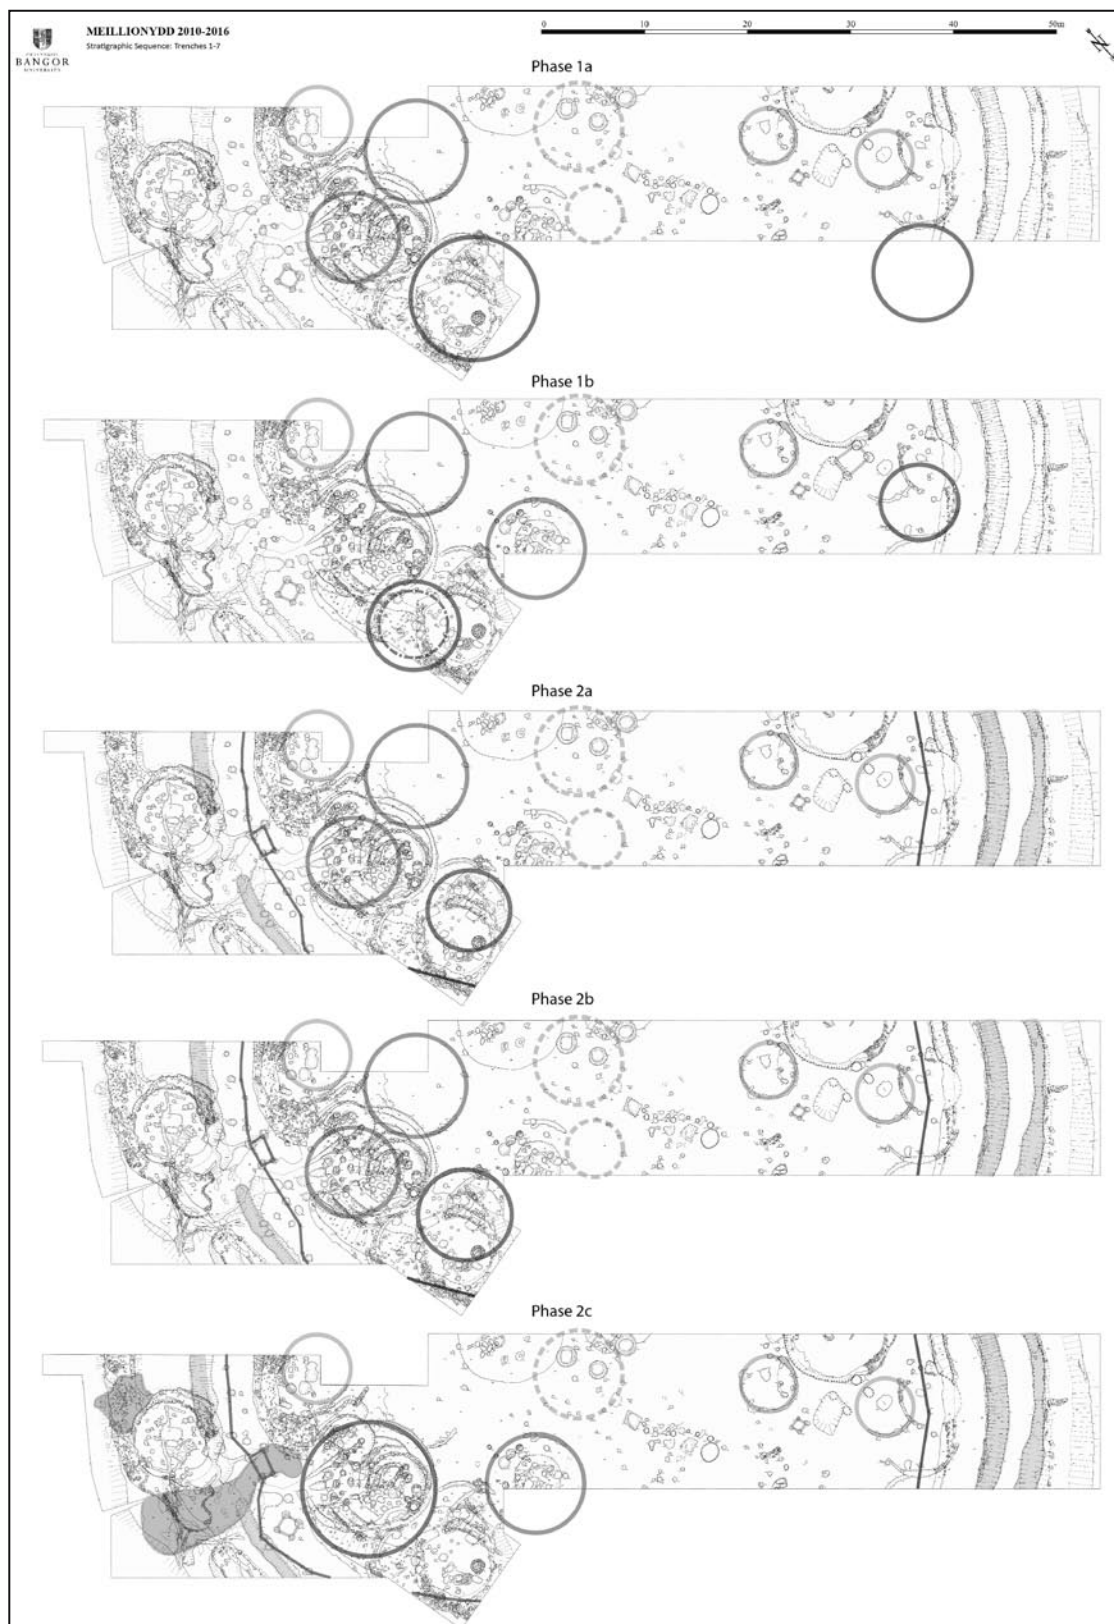 MEILLIONYDD 2010-2016
Stratigraphic Sequence: Trenches 1-7
BANGOR
UNIVERSITY
0 10 20 30 40 50m
N
Phase 1a
Phase 1b
Phase 2a
Phase 2b
Phase 2c